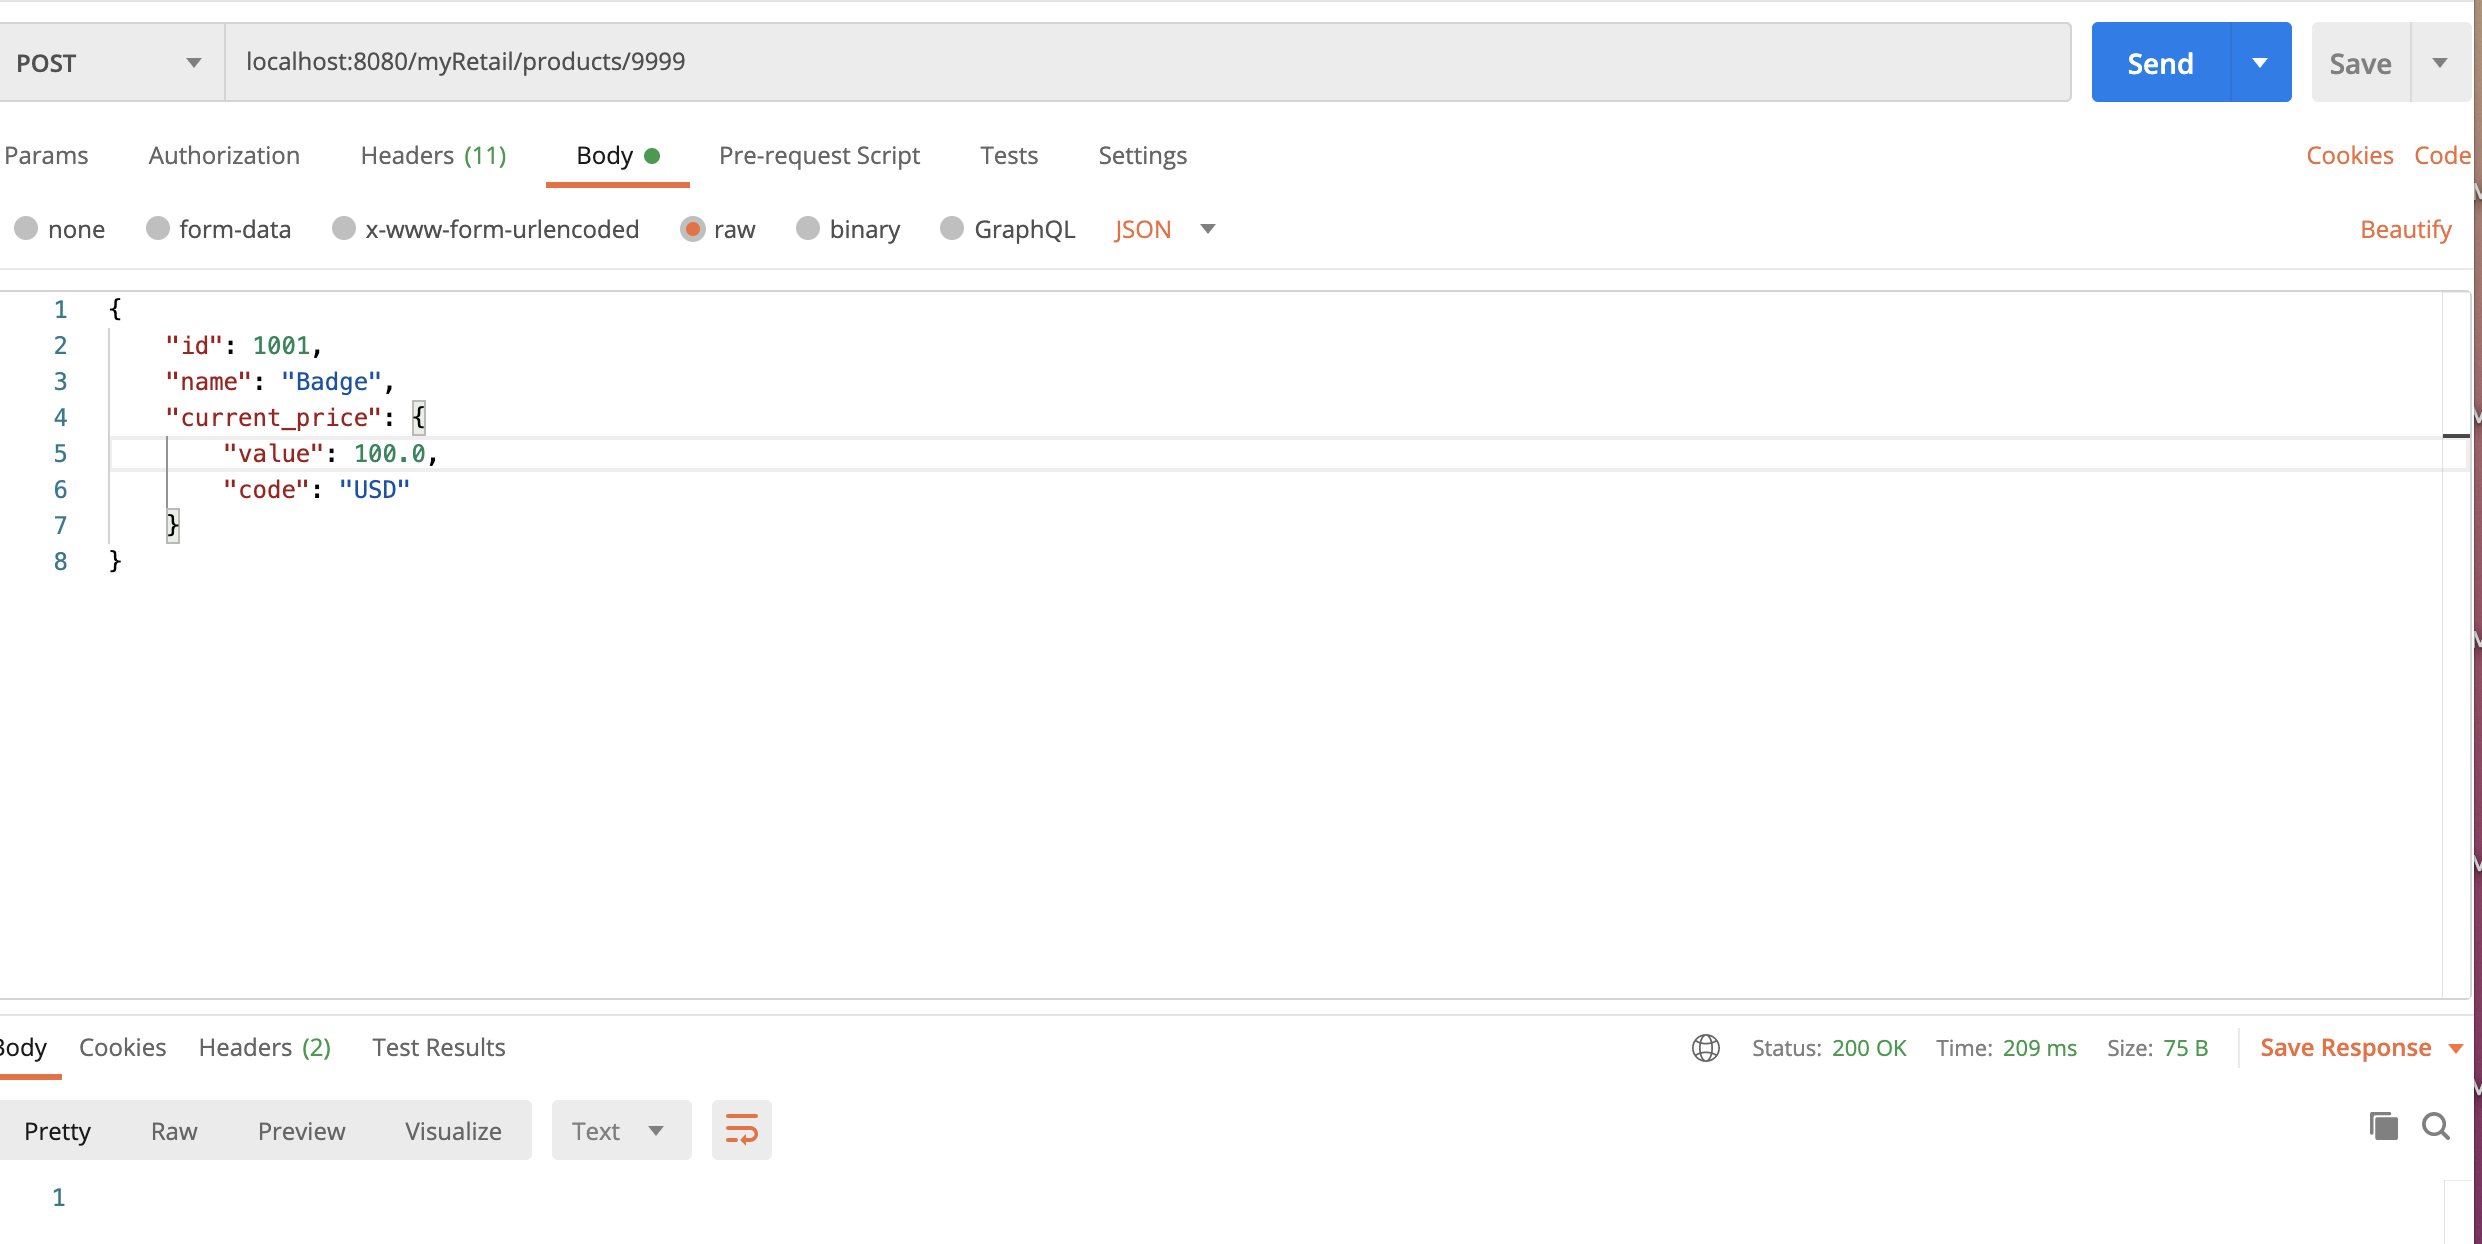 POST localhost:8080/myRetail/products/9999 Send Save
Params Authorization Headers (11) Body Pre-request Script Tests Settings Cookies Code
none form-data x-www-form-urlencoded raw binary GraphQL JSON Beautify
1 {
2 "id": 1001,
3 "name": "Badge",
4 "current_price": {
5 "value": 100.0,
6 "code": "USD"
7 }
8 }
Body Cookies Headers (2) Test Results Status: 200 OK Time: 209 ms Size: 75 B Save Response
Pretty Raw Preview Visualize Text
1